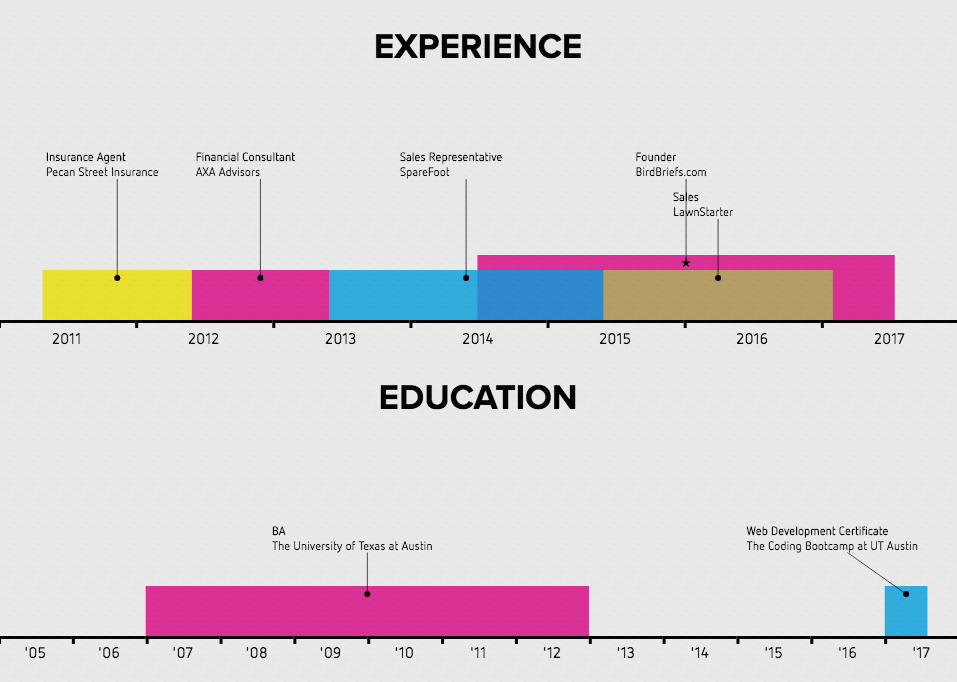 EXPERIENCE
Insurance Agent
Pecan Street Insurance
Financial Consultant
AXA Advisors
Sales Representative
SpareFoot
Founder
BirdBriefs.com
Sales
LawnStarter
2011
2012
2013
2014
2015
2016
2017
EDUCATION
BA
The University of Texas at Austin
Web Development Certificate
The Coding Bootcamp at UT Austin
'05
'06
'07
'08
'09
'10
'11
'12
'13
'14
'15
'16
'17